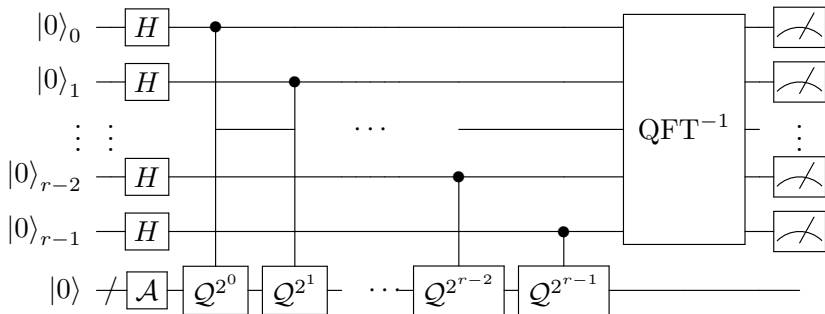 |0⟩₀ H
|0⟩₁ H ...
⋮ ⋮ ⋯ QFT⁻¹ ⋮
|0⟩ᵣ₋₂ H
|0⟩ᵣ₋₁ H
|0⟩ / 𝒜 𝒬^{2^0} 𝒬^{2^1} ⋯ 𝒬^{2^{r-2}} 𝒬^{2^{r-1}}